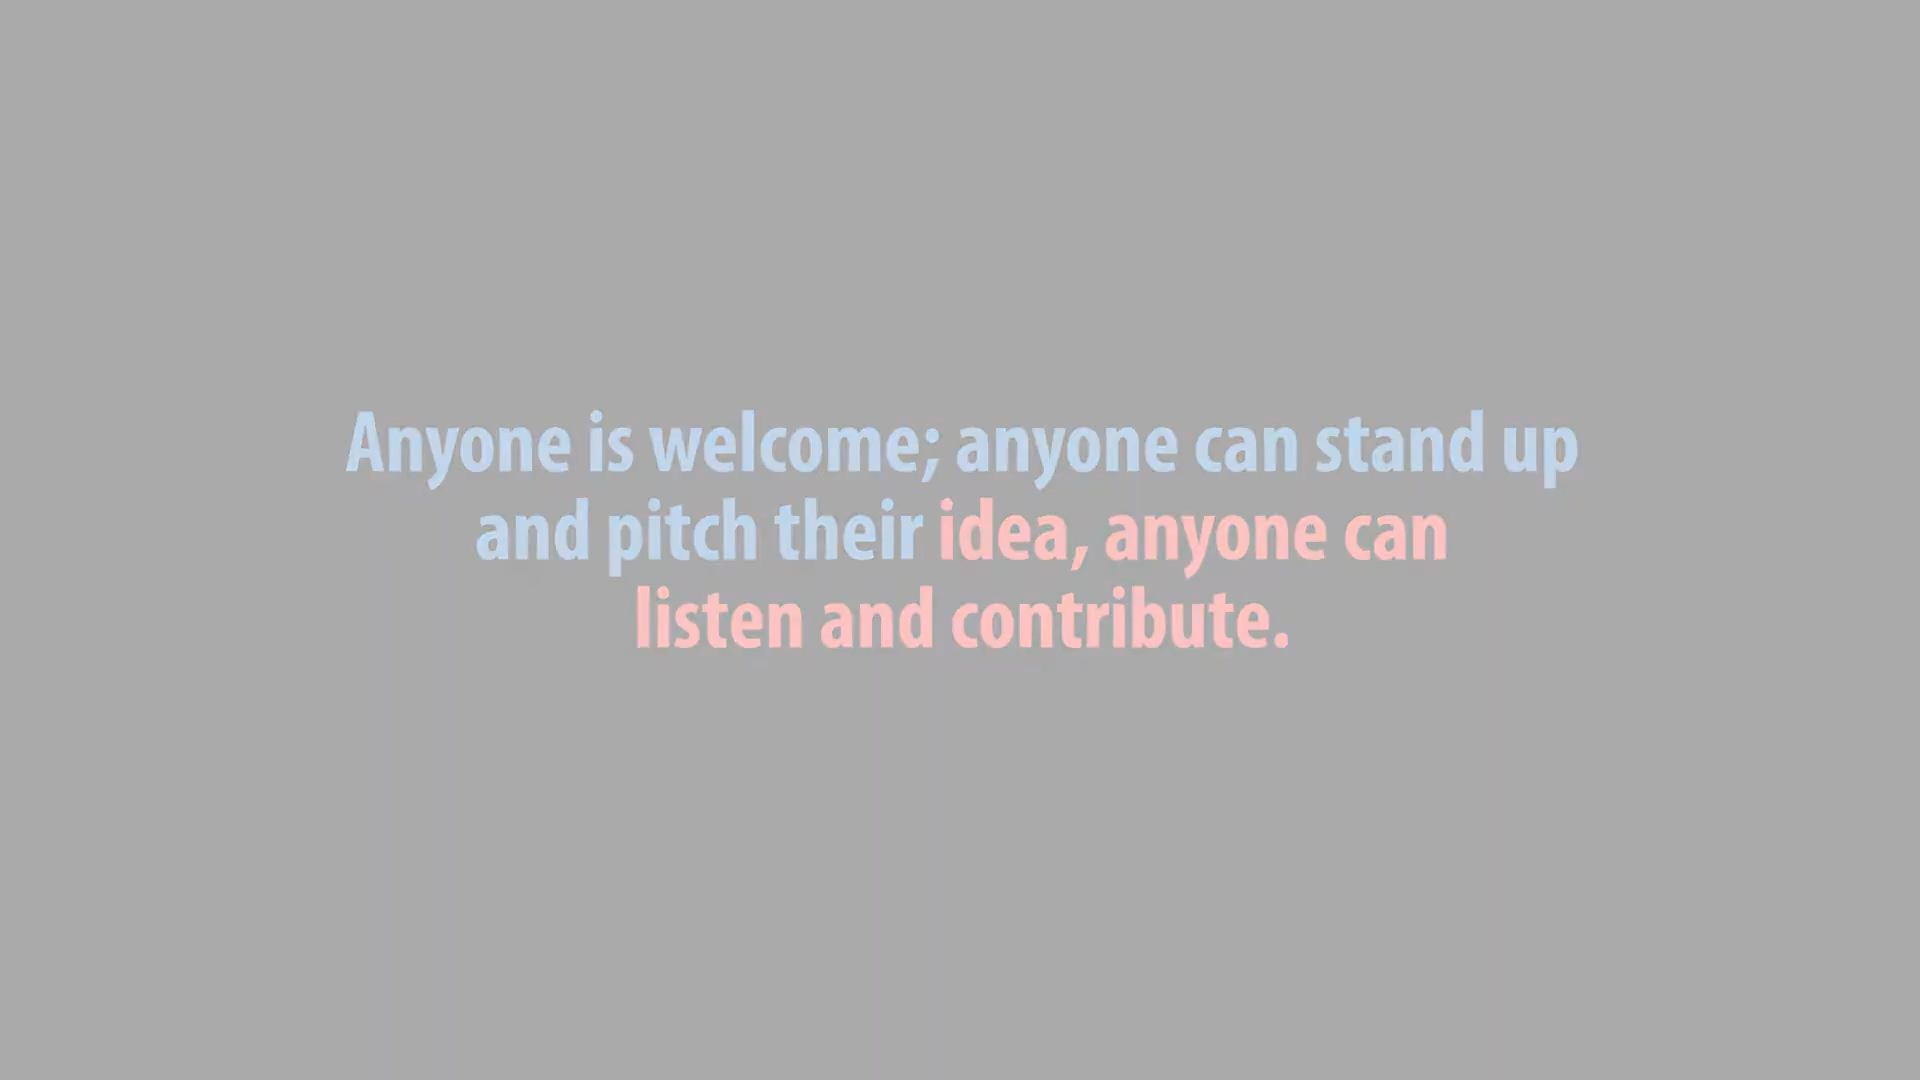 Anyone is welcome; anyone can stand up
and pitch their idea, anyone can
listen and contribute.